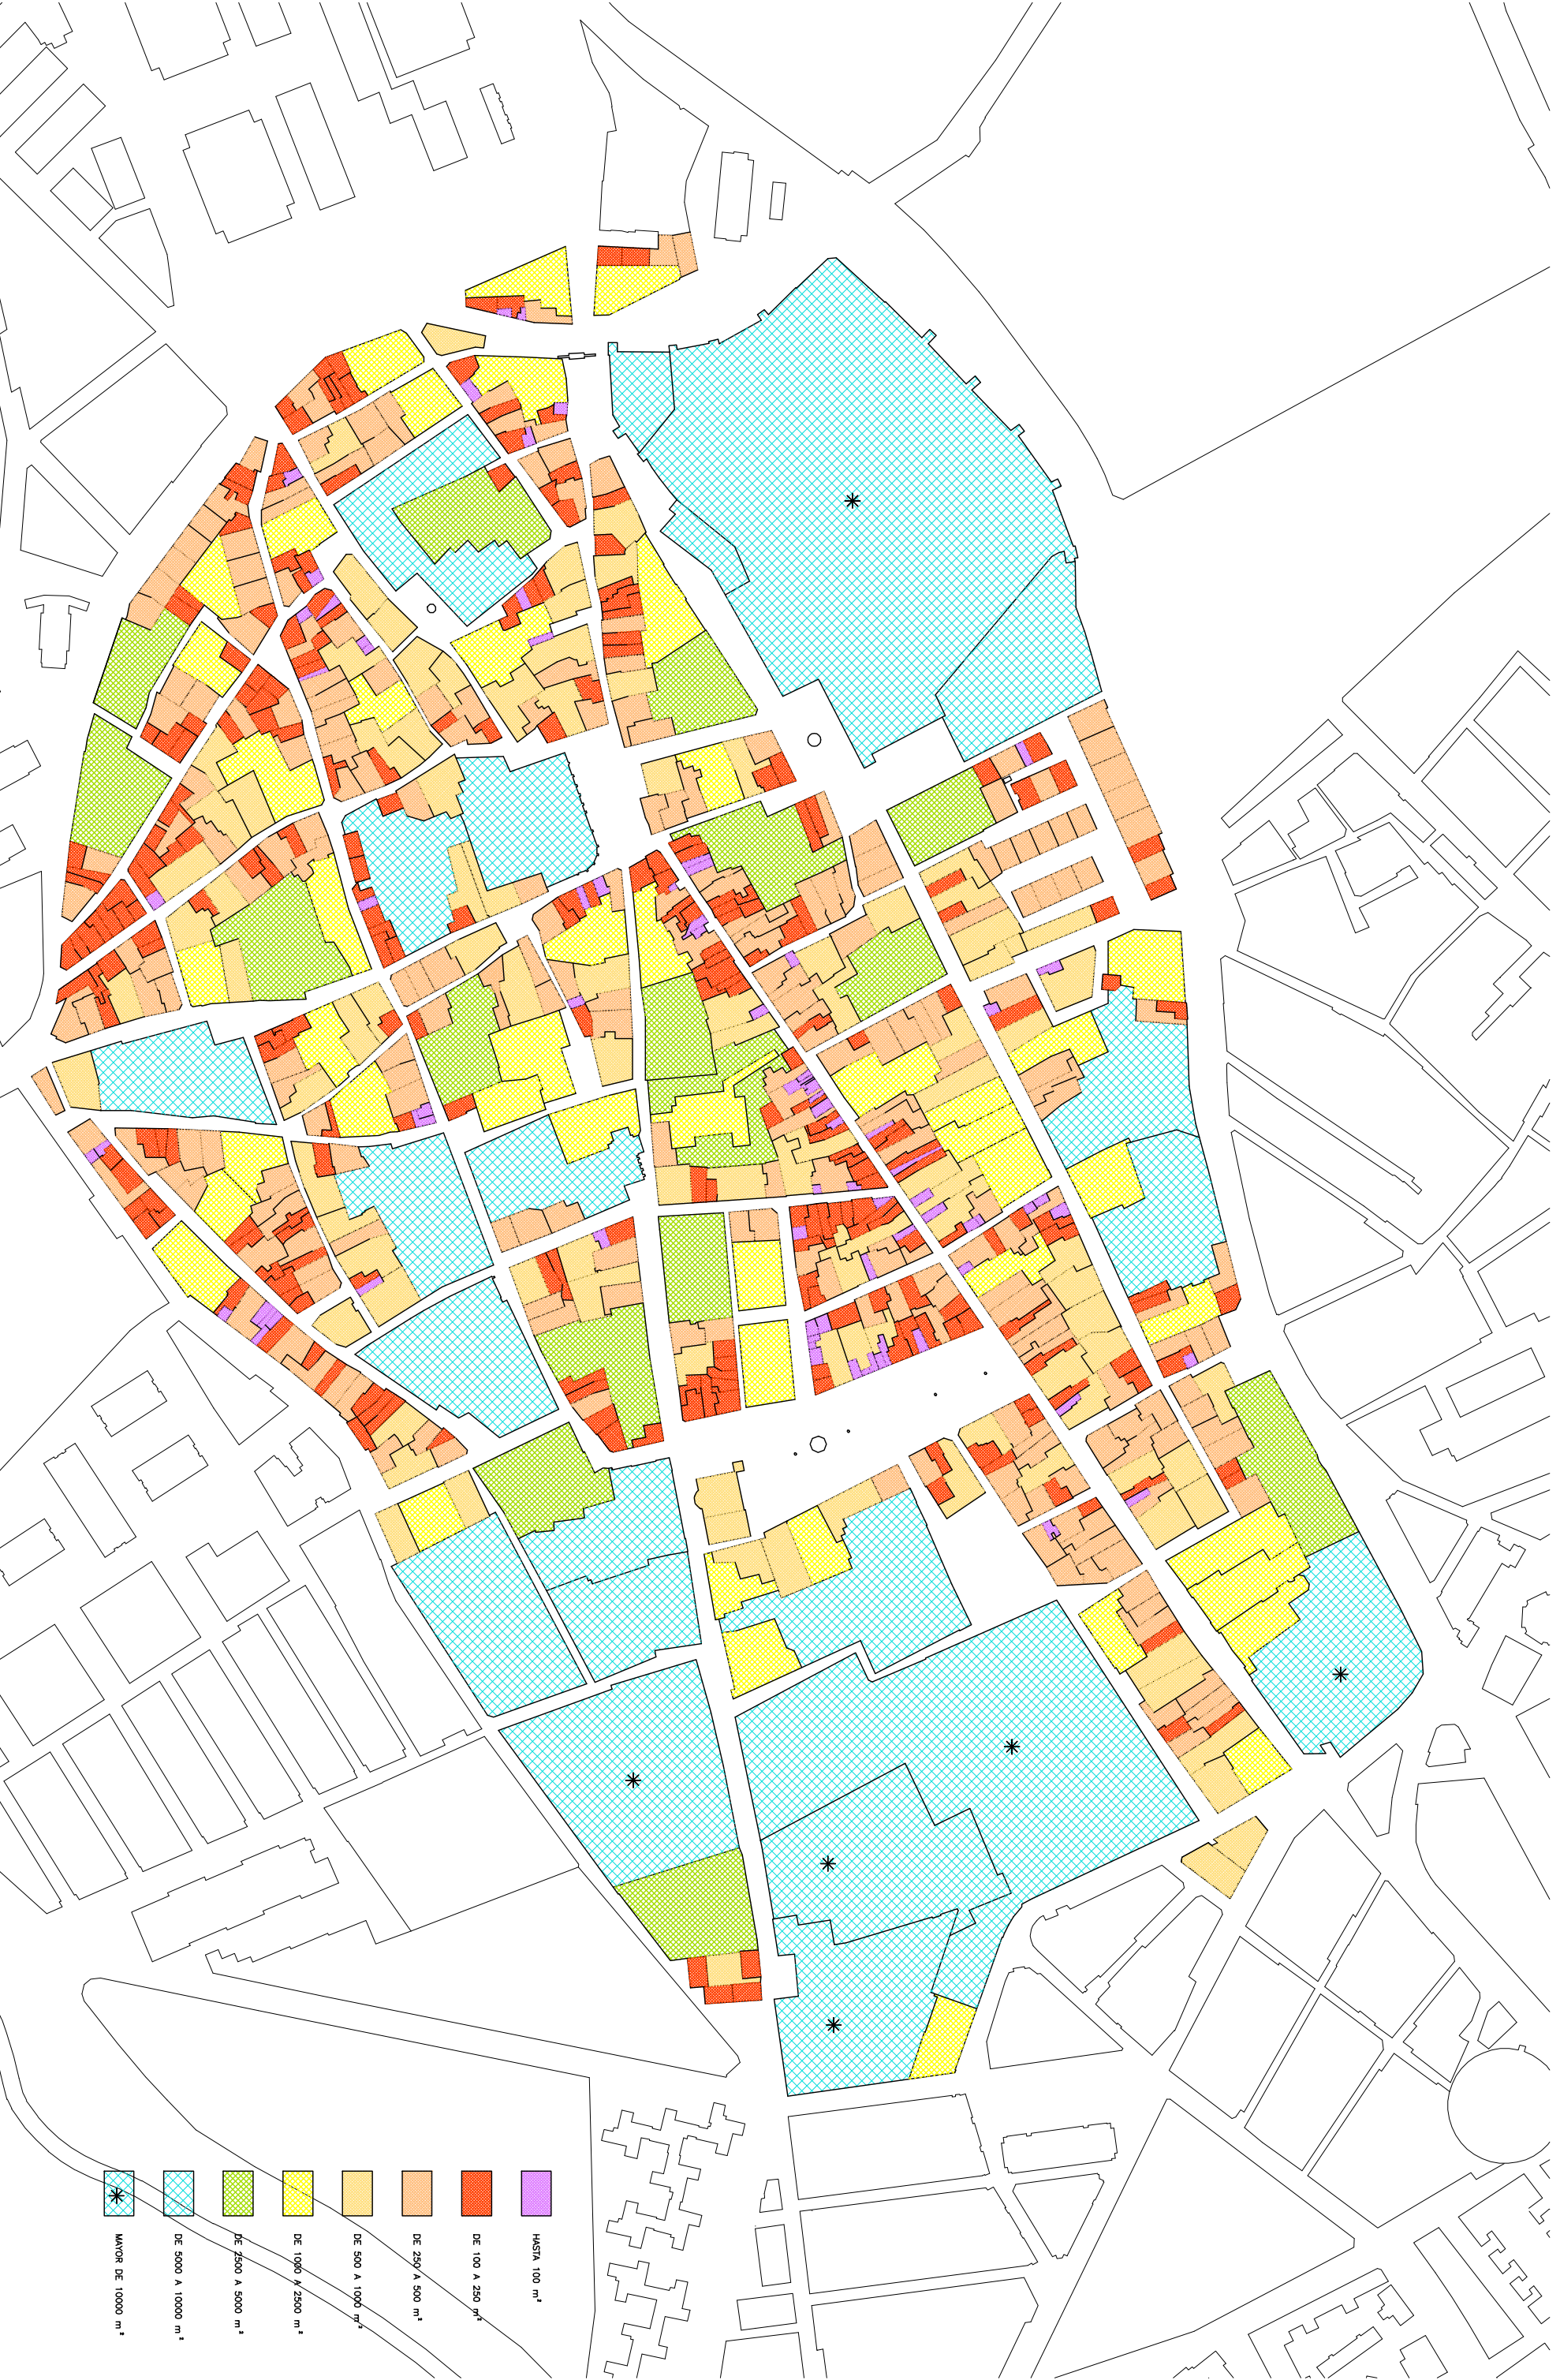 HASTA 100 m²
DE 100 A 250 m²
DE 250 A 500 m²
DE 500 A 1000 m²
DE 1000 A 2500 m²
DE 2500 A 5000 m²
DE 5000 A 10000 m²
MAYOR DE 10000 m²